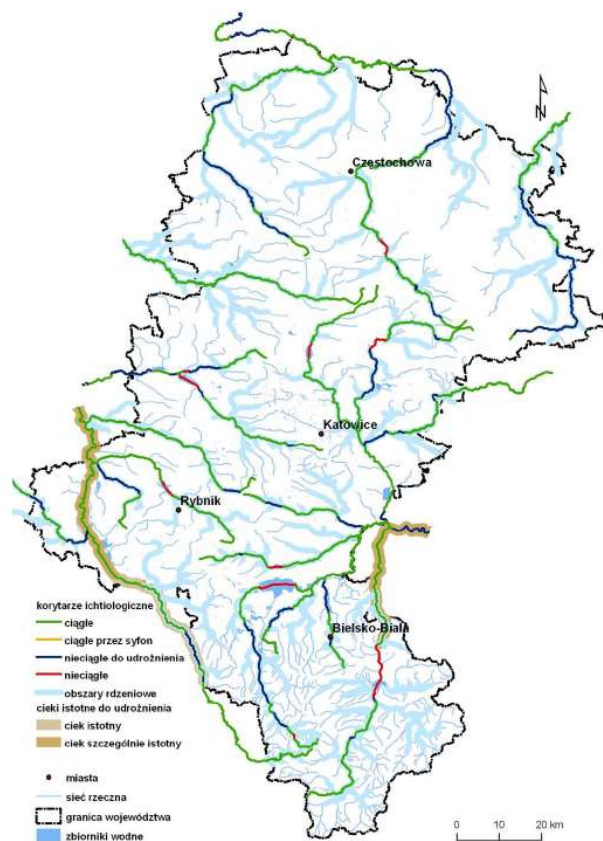 N
Częstochowa
Katowice
Rybnik
Bielsko-Biała
korytarze ichtiologiczne
ciągłe
ciągłe przez syfon
nieciągłe do udrożnienia
nieciągłe
obszary rdzeniowe
cieki istotne do udrożnienia
ciek istotny
ciek szczególnie istotny
miasta
sieć rzeczna
granica województwa
zbiorniki wodne
0 10 20 km